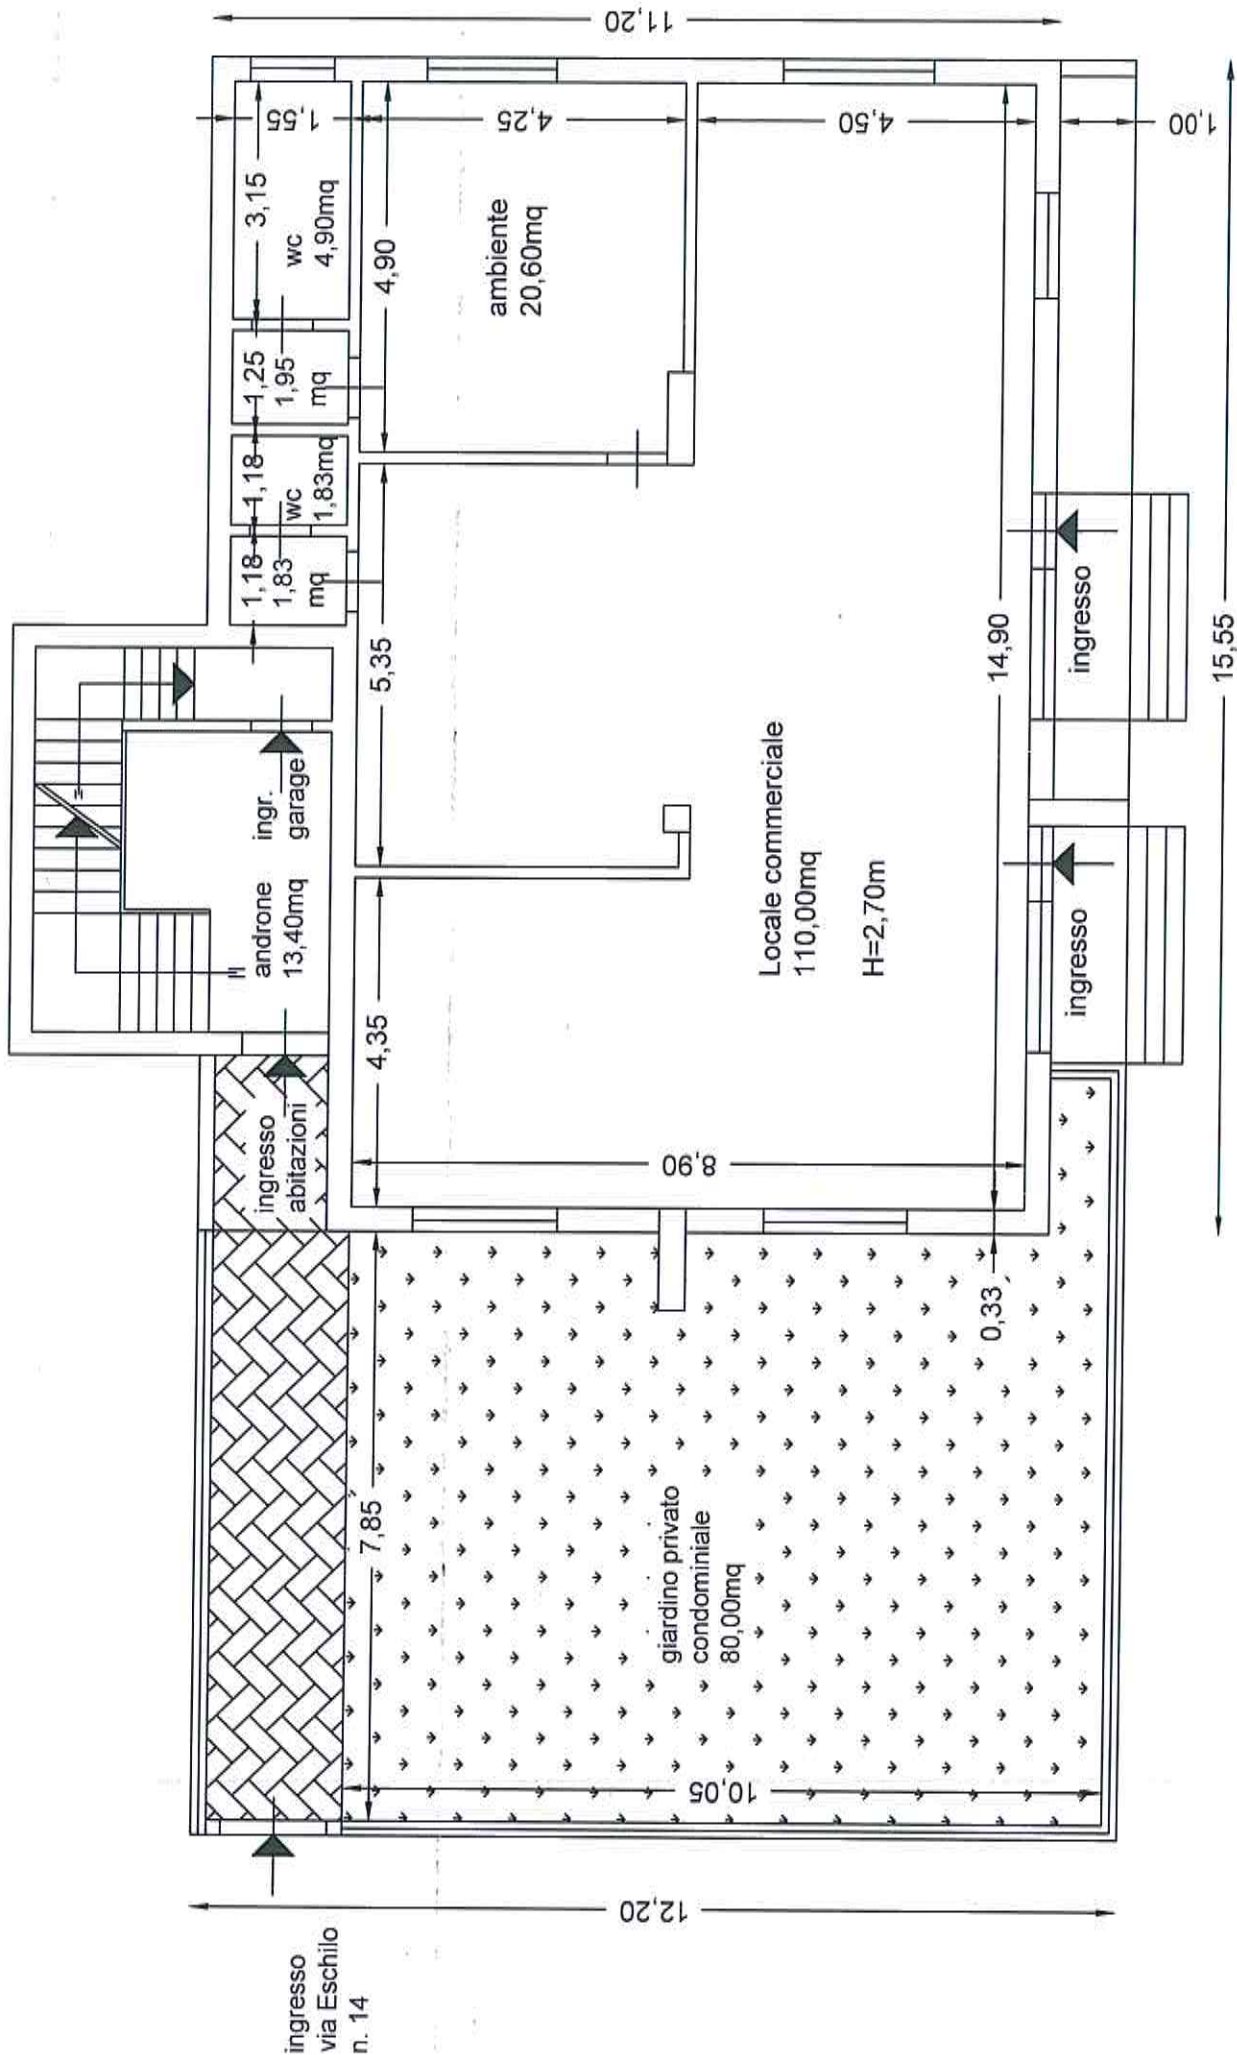 11,20
1,55
4,25
4,50
1,00
3,15
wc
4,90mq
4,90
ambiente
20,60mq
1,25
1,95
mq
1,18
wc
1,83mq
1,18
1,83
mq
5,35
14,90
15,55
ingresso
Locale commerciale
110,00mq
H=2,70m
ingresso
androne
13,40mq
ingr.
garage
4,35
8,90
ingresso
abitazioni
0,33
7,85
giardino privato
condominiale
80,00mq
10,05
12,20
ingresso
via Eschilo
n. 14